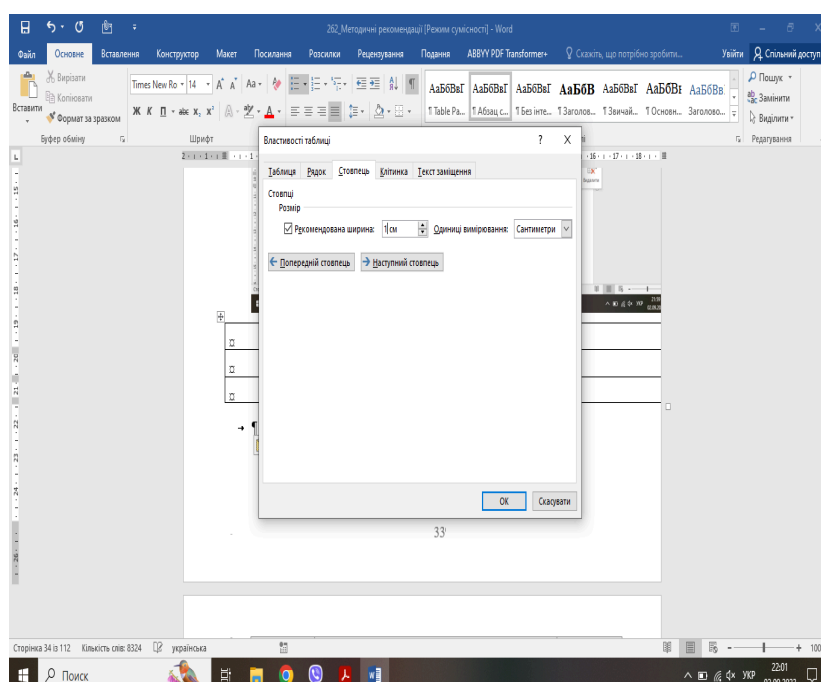 262_Методичні рекомендації [Режим сумісності] - Word
Файл Основне Вставлення Конструктор Макет Посилання Розсилки Рецензування Подання ABBYY PDF Transformer+ Скажіть, що потрібно зробити... Увійти Спільний доступ
Вставити
Вирізати
Копіювати
Формат за зразком
Буфер обміну
Times New Ro 14
Ж К П abc x, x²
Шрифт
АаБбВвГ АаБбВвГ АаБбВвГ АаБбВ АаБбВвГ АаБбВг АаБбВв
¶ Table Pa... ¶ Абзац с... ¶ Без інте... ¶ Заголов... ¶ Звичай... ¶ Основн... Заголово...
Пошук
Замінити
Виділити
Редагування
Властивості таблиці
Таблиця Рядок Стовпець Клітинка Текст заміщення
Стовпці
Розмір
Рекомендована ширина: 1 см Одиниці вимірювання: Сантиметри
Попередній стовпець Наступний стовпець
OK Скасувати
33
Сторінка 34 із 112 Кількість слів: 8324 українська 100
Поиск
УКР 22:01